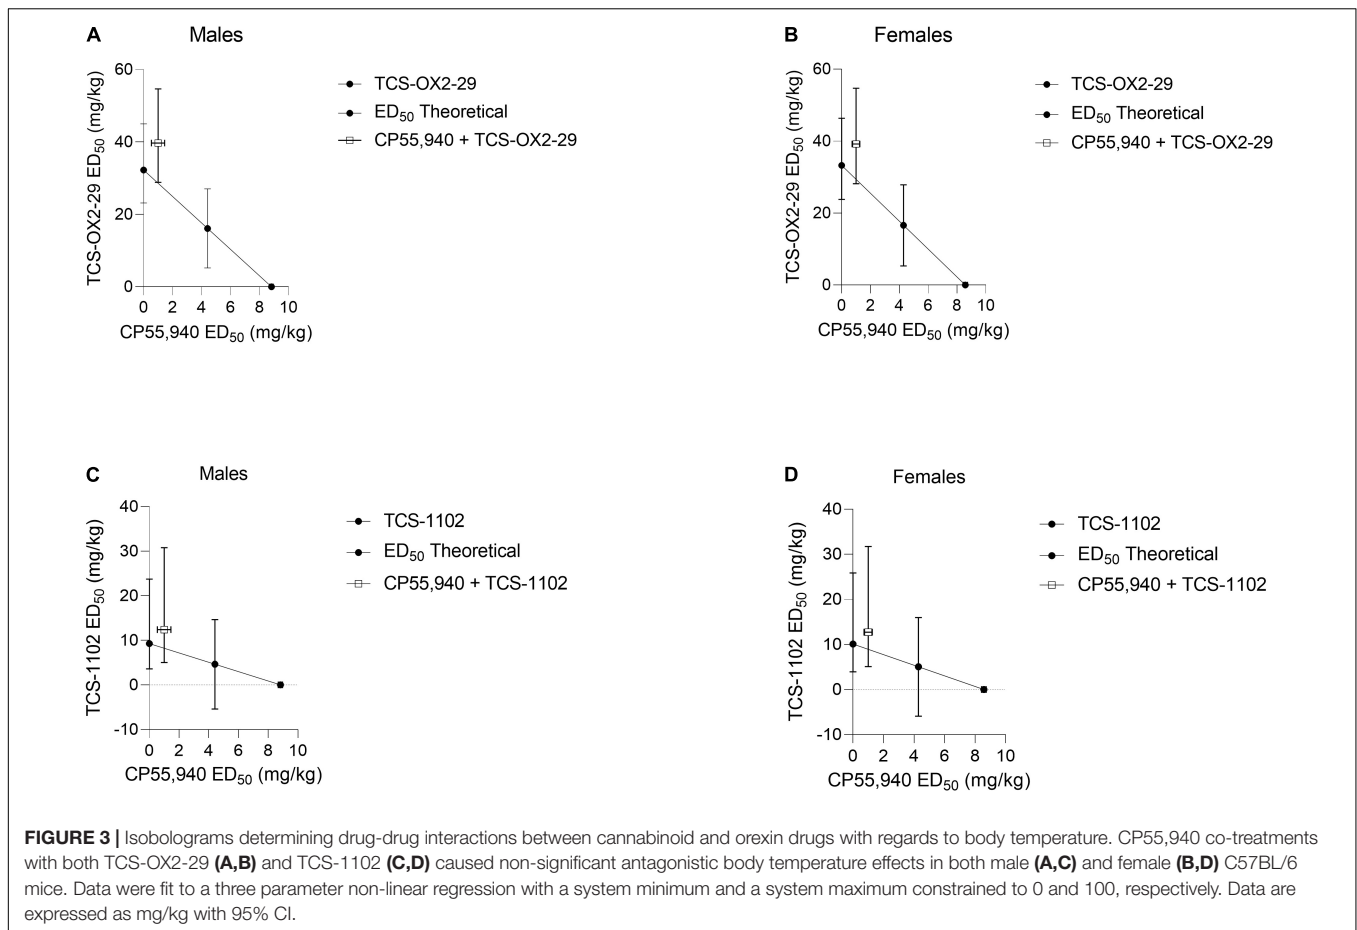 A Males
60
40
20
0
0 2 4 6 8 10
TCS-OX2-29 ED50 (mg/kg)
CP55,940 ED50 (mg/kg)
TCS-OX2-29
ED50 Theoretical
CP55,940 + TCS-OX2-29
B Females
60
40
20
0
0 2 4 6 8 10
TCS-OX2-29 ED50 (mg/kg)
CP55,940 ED50 (mg/kg)
TCS-OX2-29
ED50 Theoretical
CP55,940 + TCS-OX2-29
C Males
40
30
20
10
0
-10
0 2 4 6 8 10
TCS-1102 ED50 (mg/kg)
CP55,940 ED50 (mg/kg)
TCS-1102
ED50 Theoretical
CP55,940 + TCS-1102
D Females
40
30
20
10
0
-10
0 2 4 6 8 10
TCS-1102 ED50 (mg/kg)
CP55,940 ED50 (mg/kg)
TCS-1102
ED50 Theoretical
CP55,940 + TCS-1102
FIGURE 3 | Isobolograms determining drug-drug interactions between cannabinoid and orexin drugs with regards to body temperature. CP55,940 co-treatments
with both TCS-OX2-29 (A,B) and TCS-1102 (C,D) caused non-significant antagonistic body temperature effects in both male (A,C) and female (B,D) C57BL/6
mice. Data were fit to a three parameter non-linear regression with a system minimum and a system maximum constrained to 0 and 100, respectively. Data are
expressed as mg/kg with 95% CI.